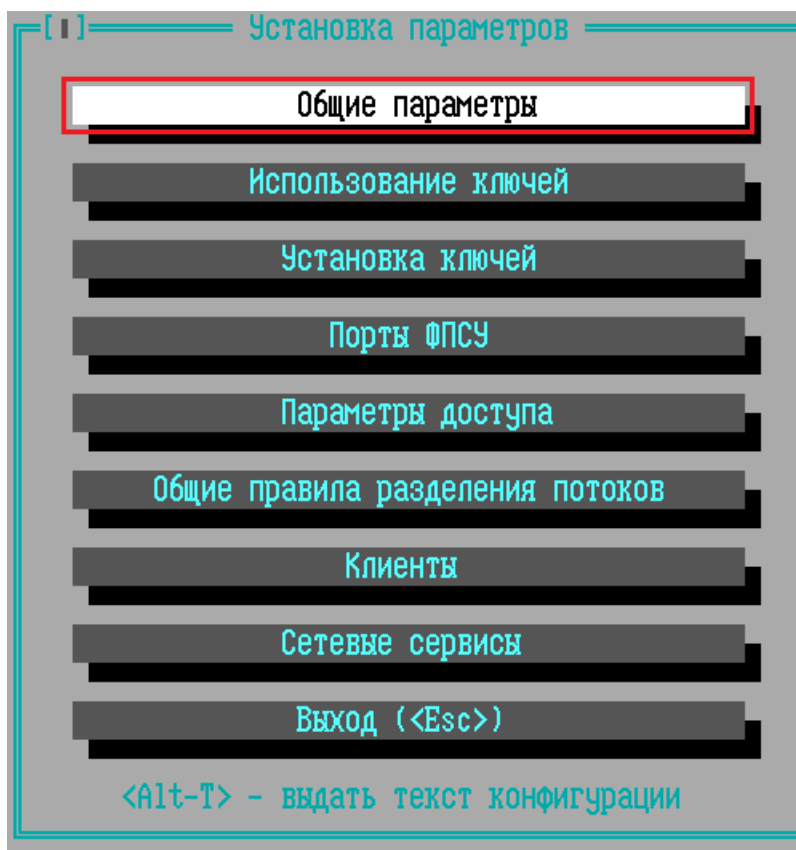 [▮] Установка параметров
Общие параметры
Использование ключей
Установка ключей
Порты ФПСУ
Параметры доступа
Общие правила разделения потоков
Клиенты
Сетевые сервисы
Выход (<Esc>)
<Alt-T> - выдать текст конфигурации